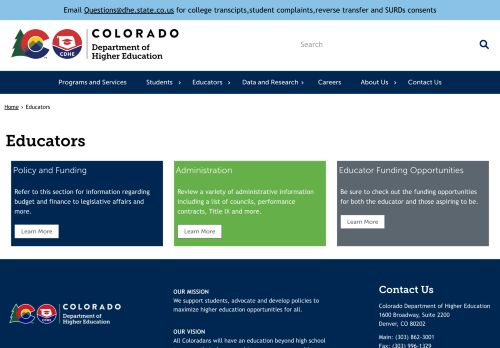 Email Questions@dhe.state.co.us for college transcipts,student complaints,reverse transfer and SURDs consents
COLORADO
Department of
Higher Education
CDHE
Search
Programs and Services
Students
Educators
Data and Research
Careers
About Us
Contact Us
Home › Educators
Educators
Policy and Funding
Refer to this section for information regarding
budget and finance to legislative affairs and
more.
Learn More
Administration
Review a variety of administrative information
including a list of councils, performance
contracts, Title IX and more.
Learn More
Educator Funding Opportunities
Be sure to check out the funding opportunities
for both the educator and those aspiring to be.
Learn More
COLORADO
Department of
Higher Education
CDHE
OUR MISSION
We support students, advocate and develop policies to
maximize higher education opportunities for all.
OUR VISION
All Coloradans will have an education beyond high school
Contact Us
Colorado Department of Higher Education
1600 Broadway, Suite 2200
Denver, CO 80202
Main: (303) 862-3001
Fax: (303) 996-1329